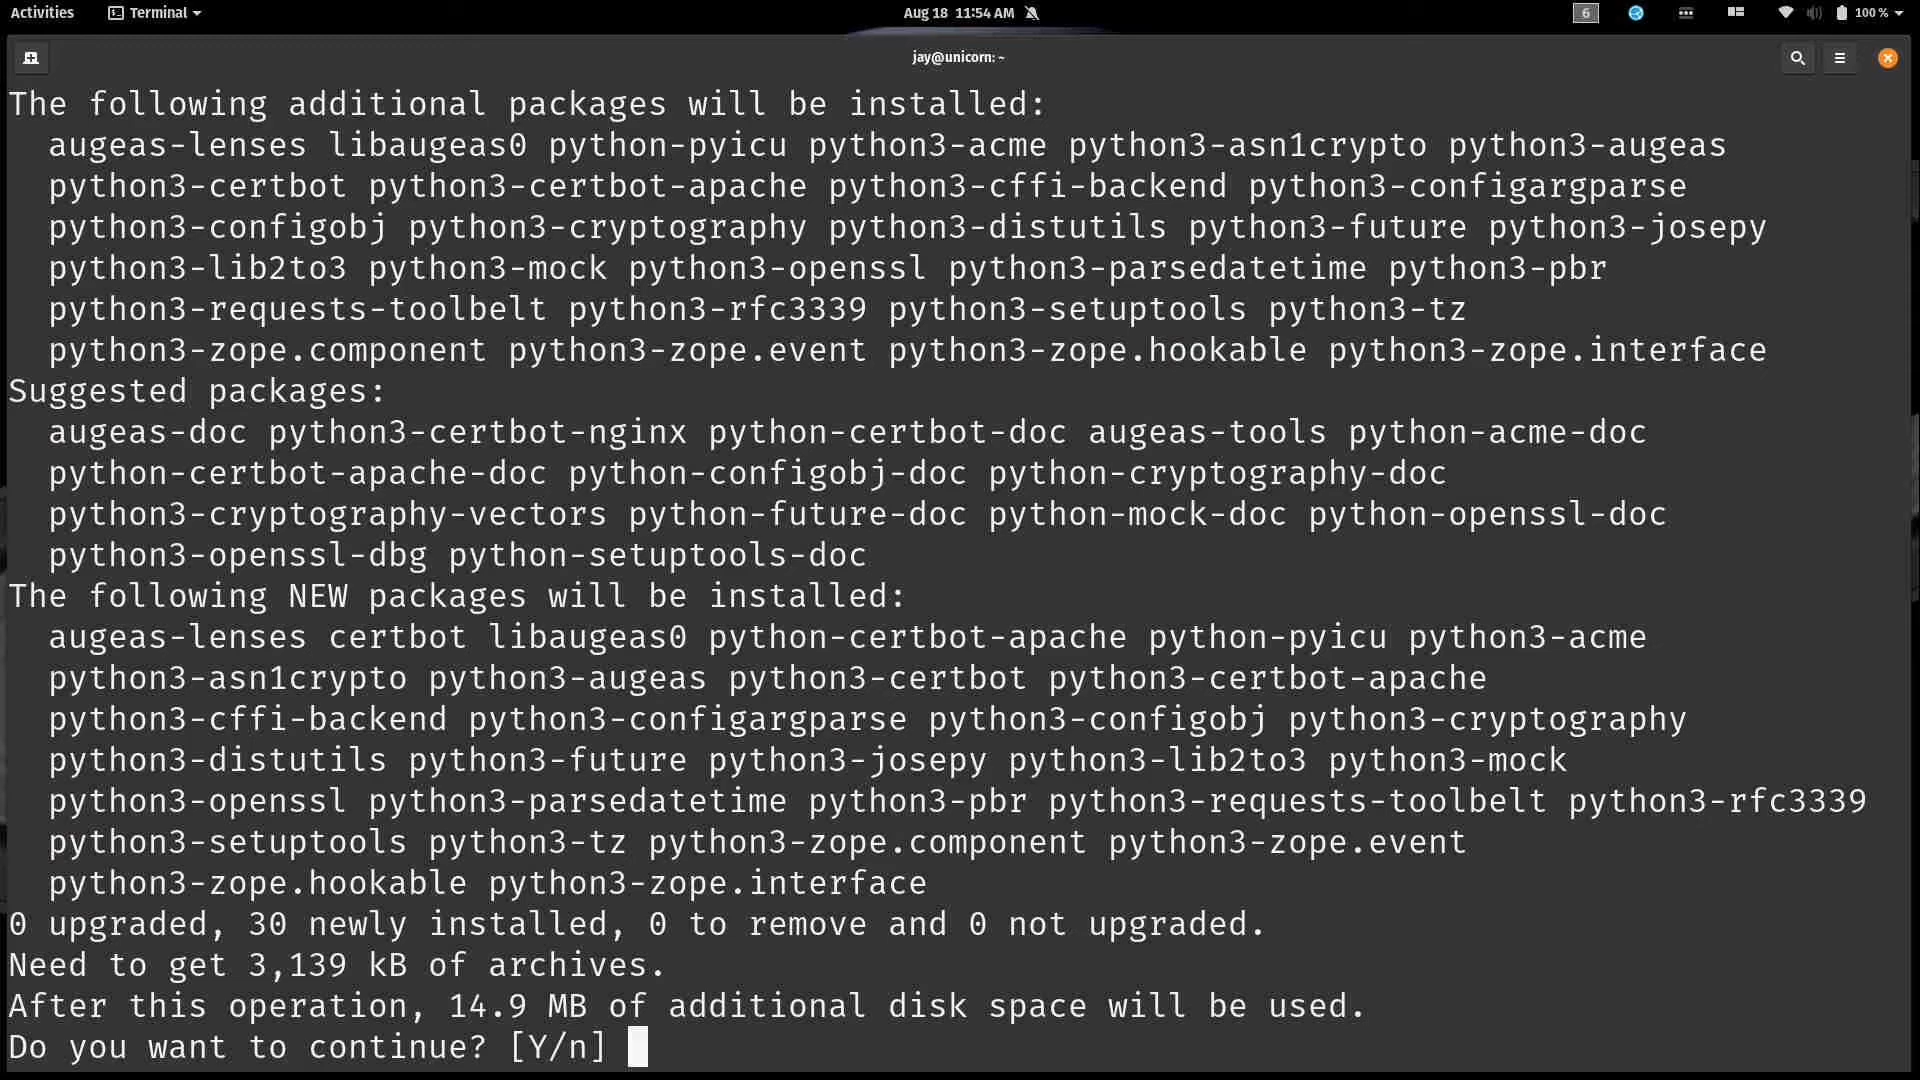 Activities Terminal Aug 18 11:54 AM 6 100 %
jay@unicorn: ~
The following additional packages will be installed:
augeas-lenses libaugeas0 python-pyicu python3-acme python3-asn1crypto python3-augeas
python3-certbot python3-certbot-apache python3-cffi-backend python3-configargparse
python3-configobj python3-cryptography python3-distutils python3-future python3-josepy
python3-lib2to3 python3-mock python3-openssl python3-parsedatetime python3-pbr
python3-requests-toolbelt python3-rfc3339 python3-setuptools python3-tz
python3-zope.component python3-zope.event python3-zope.hookable python3-zope.interface
Suggested packages:
augeas-doc python3-certbot-nginx python-certbot-doc augeas-tools python-acme-doc
python-certbot-apache-doc python-configobj-doc python-cryptography-doc
python3-cryptography-vectors python-future-doc python-mock-doc python-openssl-doc
python3-openssl-dbg python-setuptools-doc
The following NEW packages will be installed:
augeas-lenses certbot libaugeas0 python-certbot-apache python-pyicu python3-acme
python3-asn1crypto python3-augeas python3-certbot python3-certbot-apache
python3-cffi-backend python3-configargparse python3-configobj python3-cryptography
python3-distutils python3-future python3-josepy python3-lib2to3 python3-mock
python3-openssl python3-parsedatetime python3-pbr python3-requests-toolbelt python3-rfc3339
python3-setuptools python3-tz python3-zope.component python3-zope.event
python3-zope.hookable python3-zope.interface
0 upgraded, 30 newly installed, 0 to remove and 0 not upgraded.
Need to get 3,139 kB of archives.
After this operation, 14.9 MB of additional disk space will be used.
Do you want to continue? [Y/n]